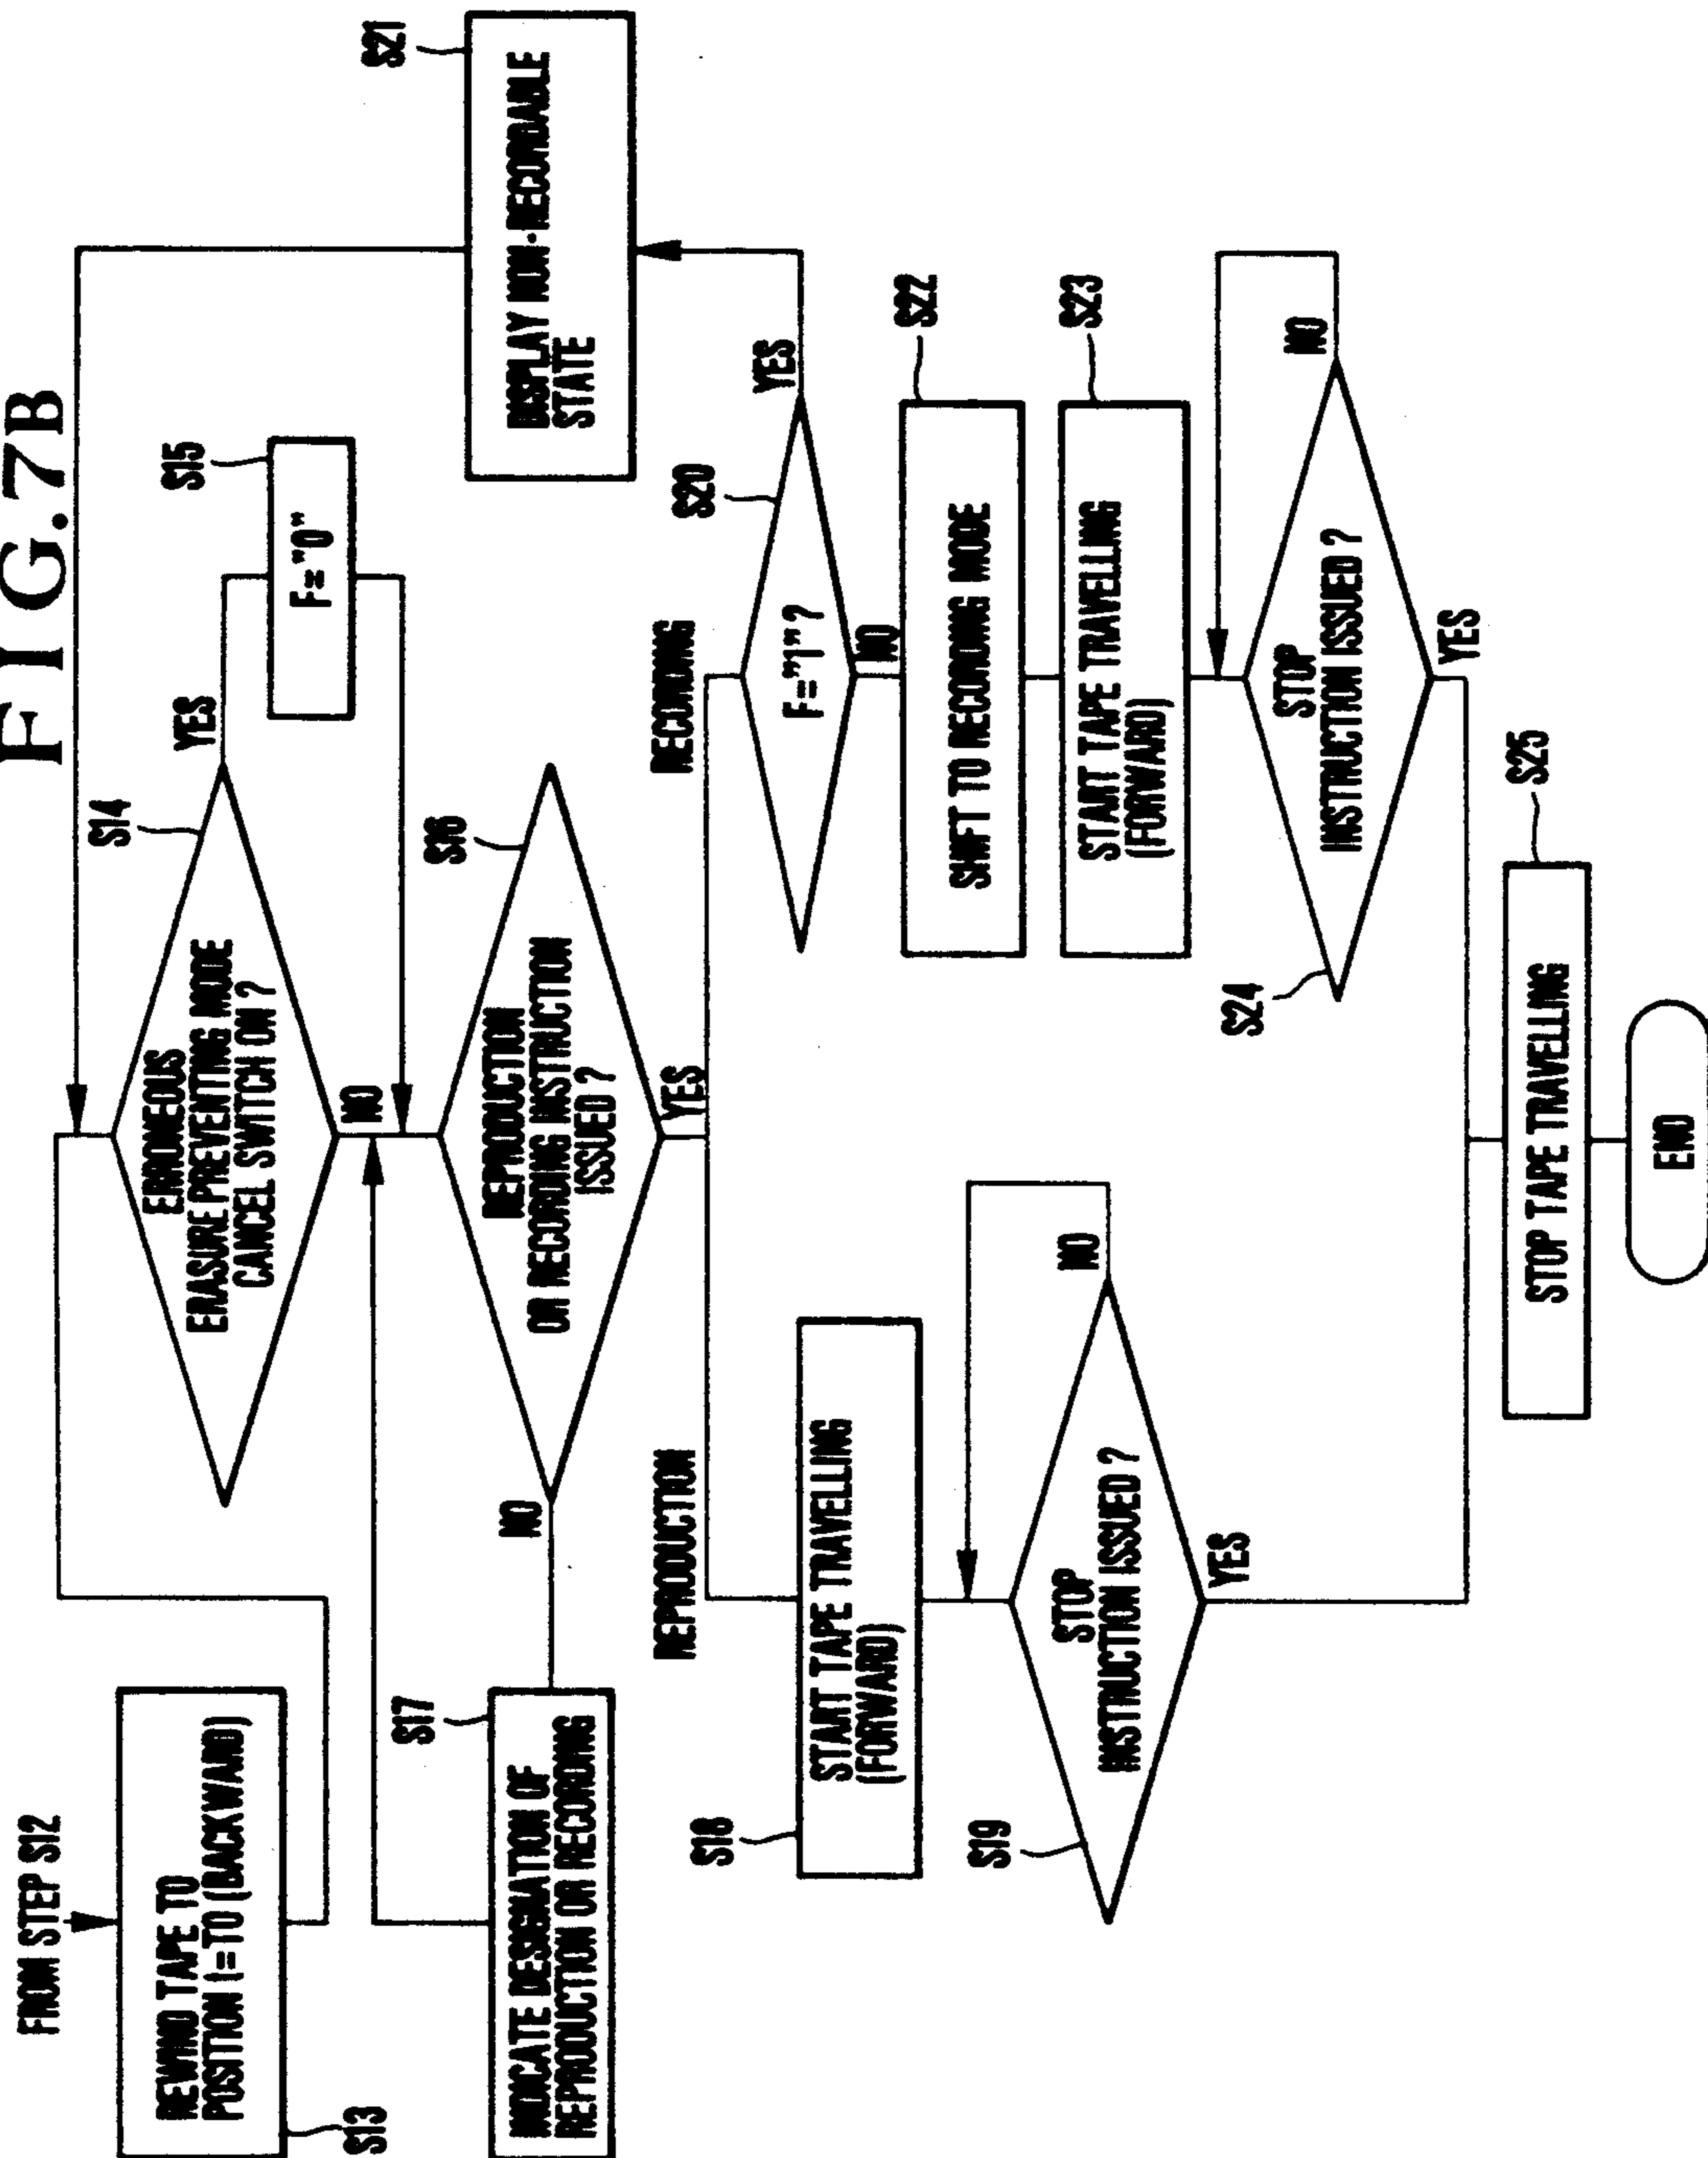 FIG.7B
FROM STEP S12
REWIND TAPE TO
POSITION I=T0 (BACKWARD)
S13
ERRONEOUS
ERASURE PREVENTING MODE
CANCEL SWITCH ON ?
S14
YES
NO
F="0"
S15
REPRODUCTION
OR RECORDING INSTRUCTION
ISSUED ?
S16
NO
YES
INDICATE DESIGNATION OF
REPRODUCTION OR RECORDING
S17
REPRODUCTION
RECORDING
START TAPE TRAVELLING
(FORWARD)
S18
STOP
INSTRUCTION ISSUED ?
S19
NO
YES
F="1" ?
S20
YES
NO
DISPLAY NON-RECORDABLE
STATE
S21
SHIFT TO RECORDING MODE
S22
START TAPE TRAVELLING
(FORWARD)
S23
STOP
INSTRUCTION ISSUED ?
S24
NO
YES
STOP TAPE TRAVELLING
S25
END